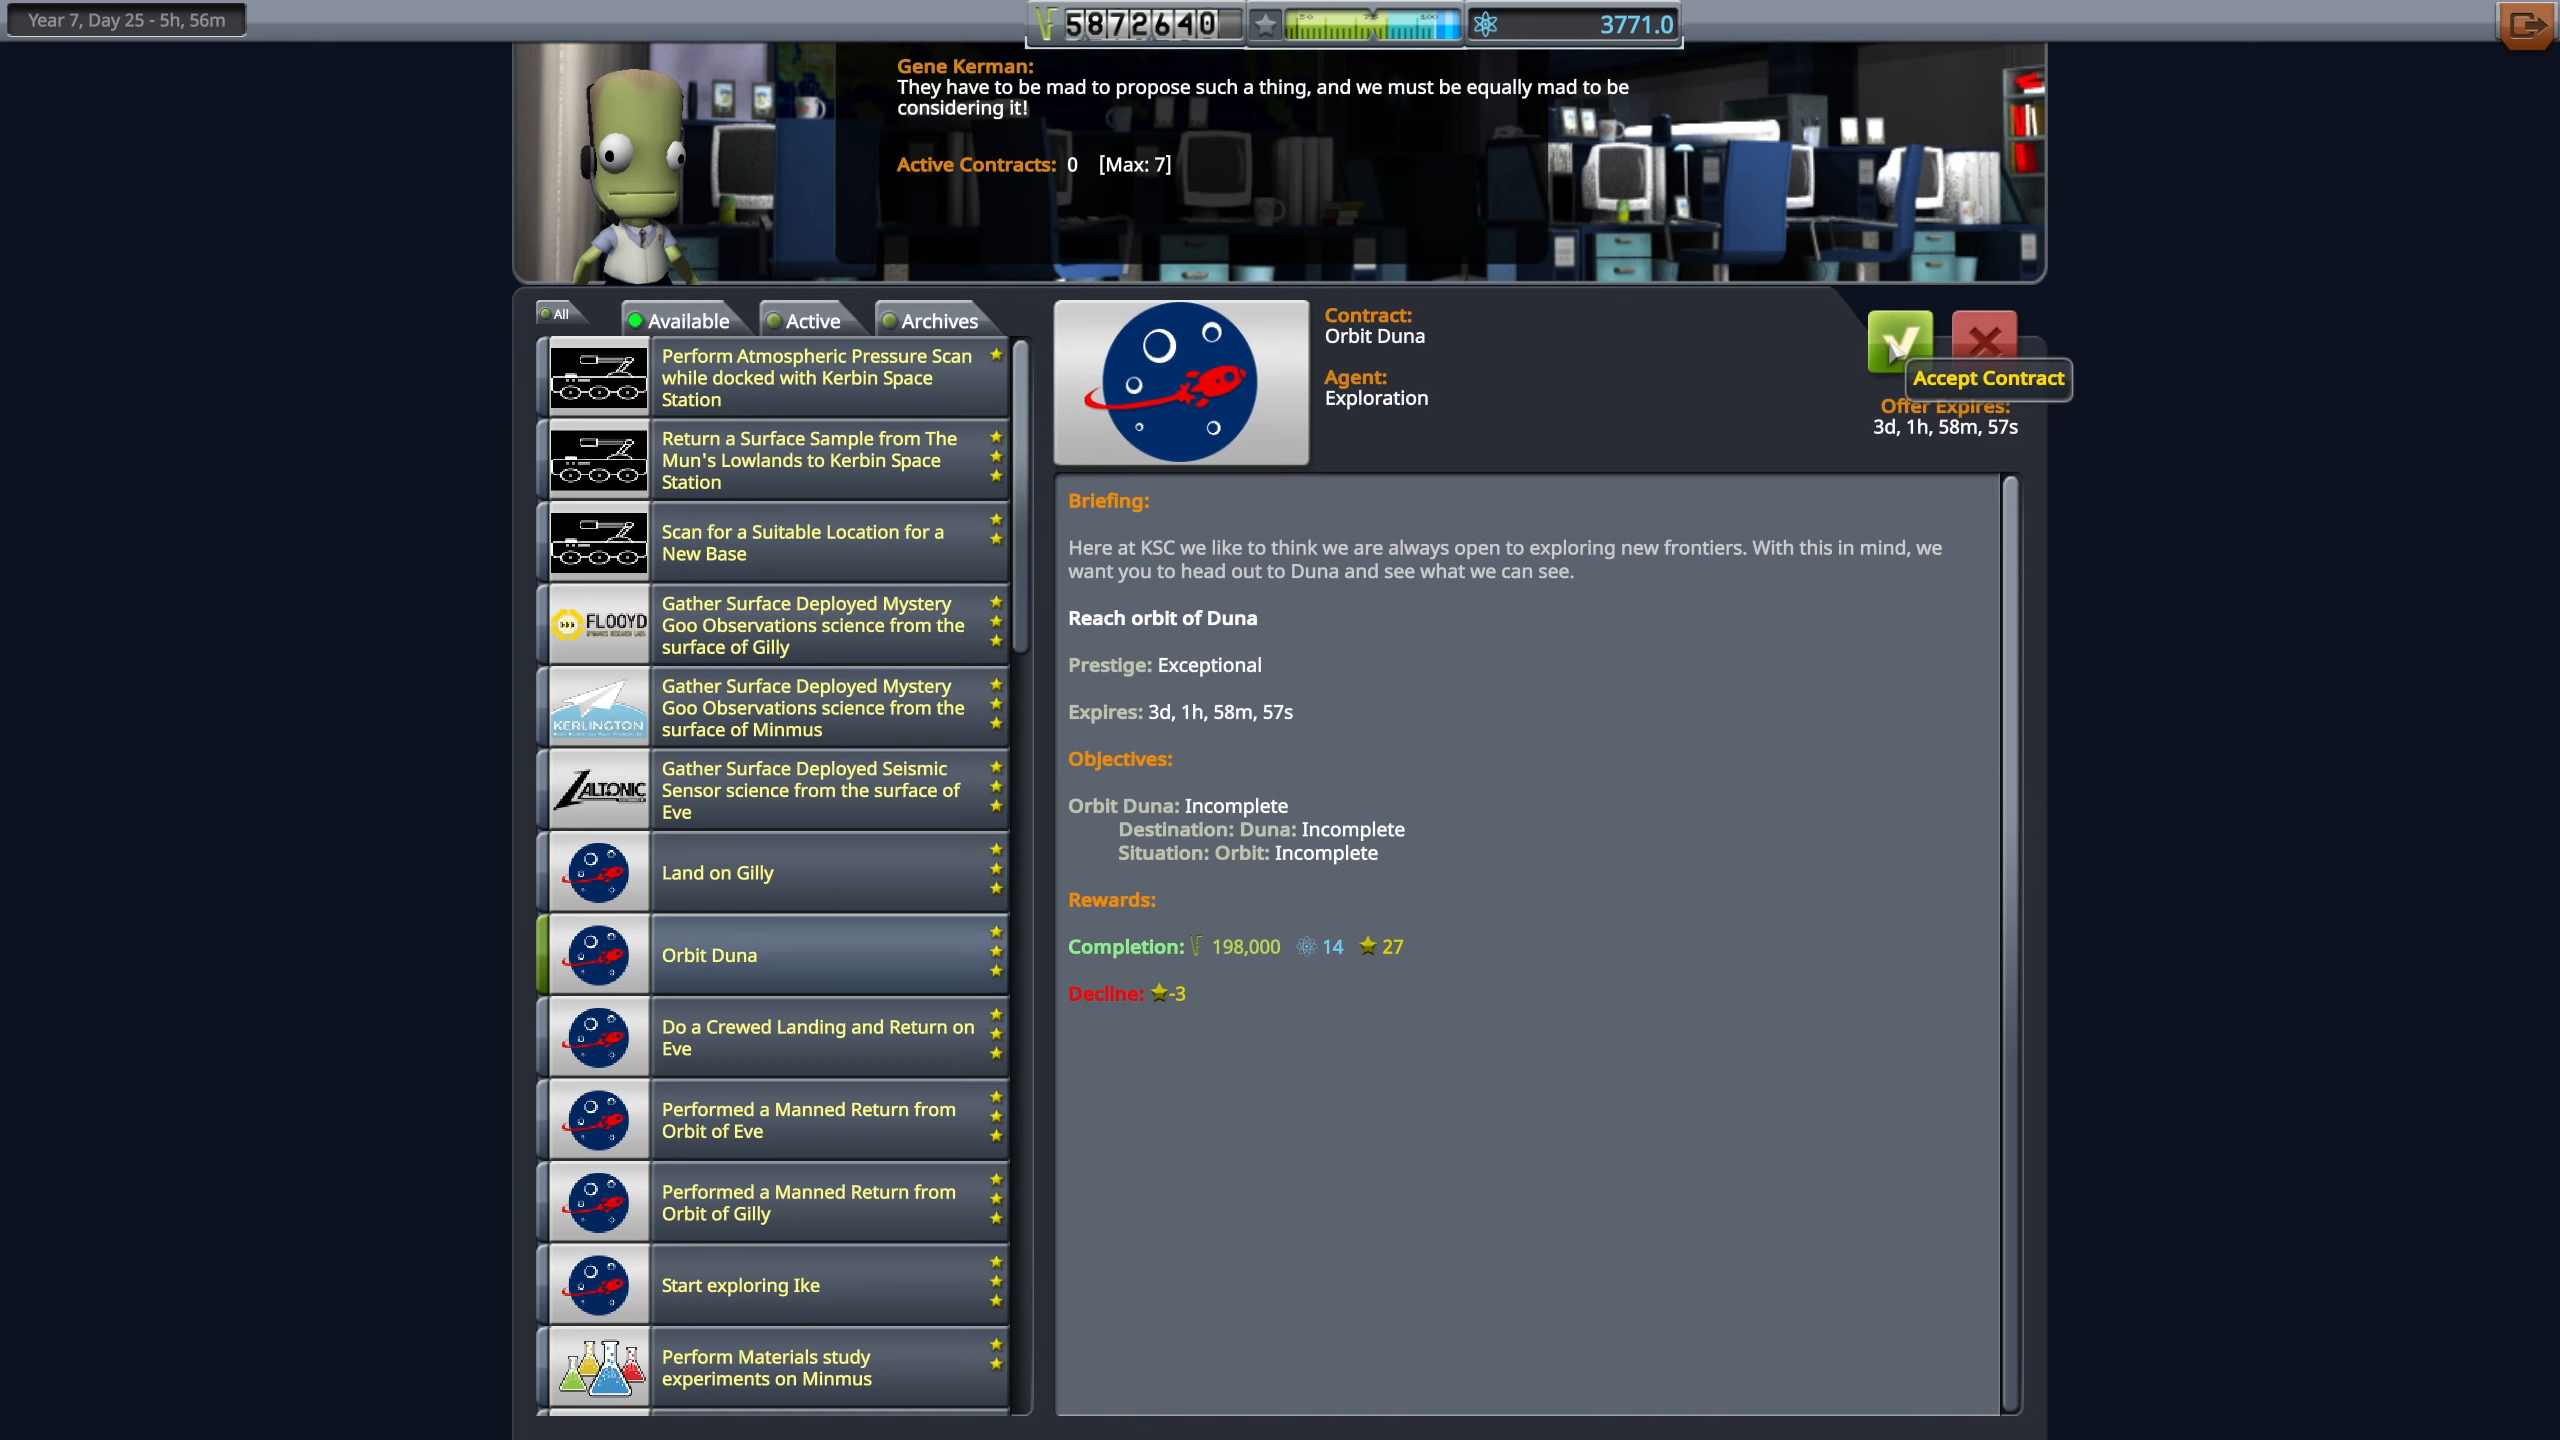 Year 7, Day 25 - 5h, 56m
5872640
50 75 100
3771.0
Gene Kerman:
They have to be mad to propose such a thing, and we must be equally mad to be
considering it!
Active Contracts: 0 [Max: 7]
All
Available
Active
Archives
Perform Atmospheric Pressure Scan
while docked with Kerbin Space
Station
Return a Surface Sample from The
Mun's Lowlands to Kerbin Space
Station
Scan for a Suitable Location for a
New Base
FLOOYD
Gather Surface Deployed Mystery
Goo Observations science from the
surface of Gilly
KERLINGTON
Gather Surface Deployed Mystery
Goo Observations science from the
surface of Minmus
ZALTONIC
Gather Surface Deployed Seismic
Sensor science from the surface of
Eve
Land on Gilly
Orbit Duna
Do a Crewed Landing and Return on
Eve
Performed a Manned Return from
Orbit of Eve
Performed a Manned Return from
Orbit of Gilly
Start exploring Ike
Perform Materials study
experiments on Minmus
Contract:
Orbit Duna
Agent:
Exploration
Accept Contract
Offer Expires:
3d, 1h, 58m, 57s
Briefing:
Here at KSC we like to think we are always open to exploring new frontiers. With this in mind, we
want you to head out to Duna and see what we can see.
Reach orbit of Duna
Prestige: Exceptional
Expires: 3d, 1h, 58m, 57s
Objectives:
Orbit Duna: Incomplete
Destination: Duna: Incomplete
Situation: Orbit: Incomplete
Rewards:
Completion: 198,000 14 27
Decline: -3